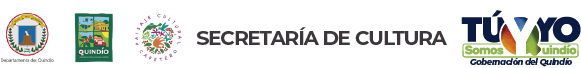 Departamento del Quindío
QUINDÍO
PAISAJE CULTURAL CAFETERO
SECRETARÍA DE CULTURA
TÚ Y YO
Somos Quindío
Gobernación del Quindío